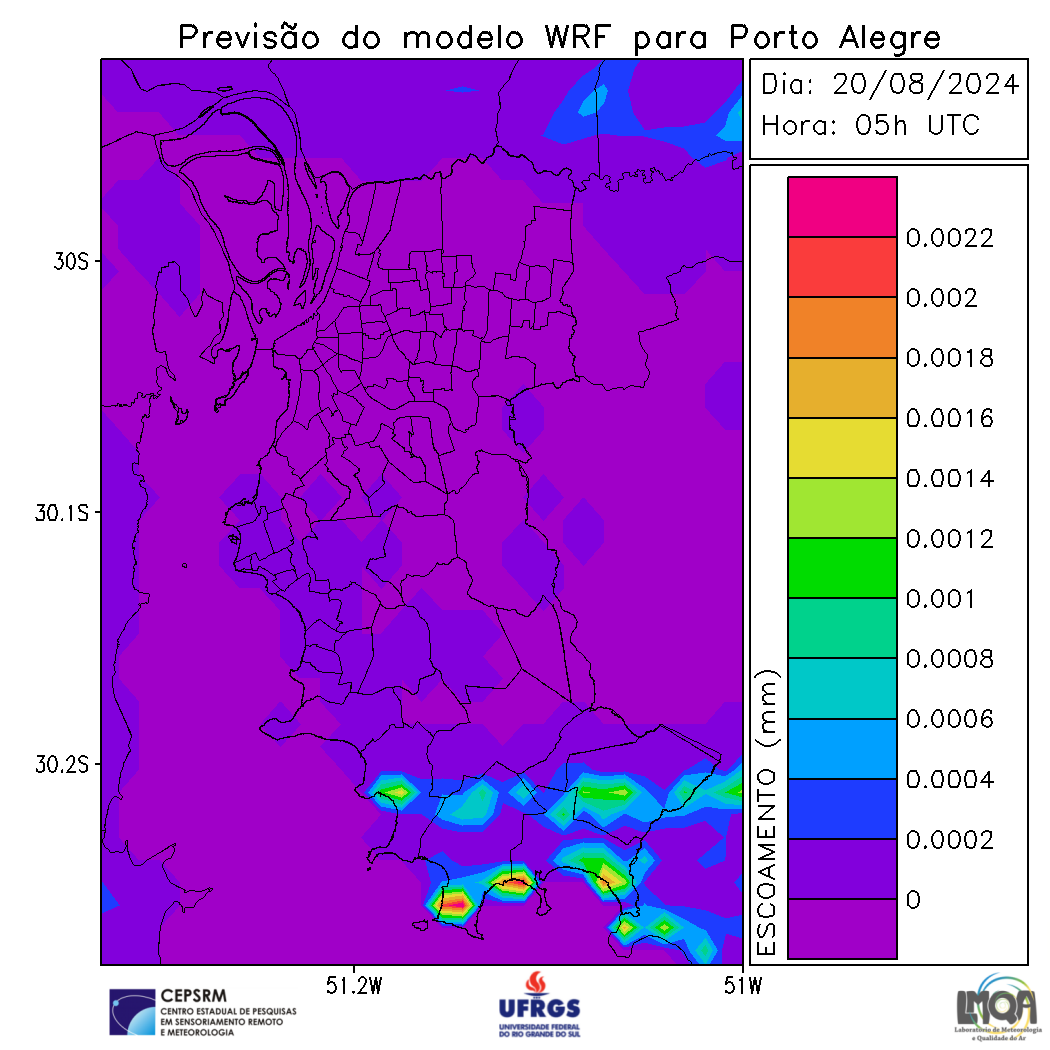 Previsão do modelo WRF para Porto Alegre
Dia: 20/08/2024
Hora: 05h UTC
0.0022
0.002
0.0018
0.0016
0.0014
0.0012
0.001
0.0008
0.0006
0.0004
0.0002
0
ESCOAMENTO (mm)
30S
30.1S
30.2S
51.2W
51W
CEPSRM
CENTRO ESTADUAL DE PESQUISAS
EM SENSORIAMENTO REMOTO
E METEOROLOGIA
UFRGS
UNIVERSIDADE FEDERAL
DO RIO GRANDE DO SUL
LMQA
Laboratório de Meteorologia
e Qualidade do Ar